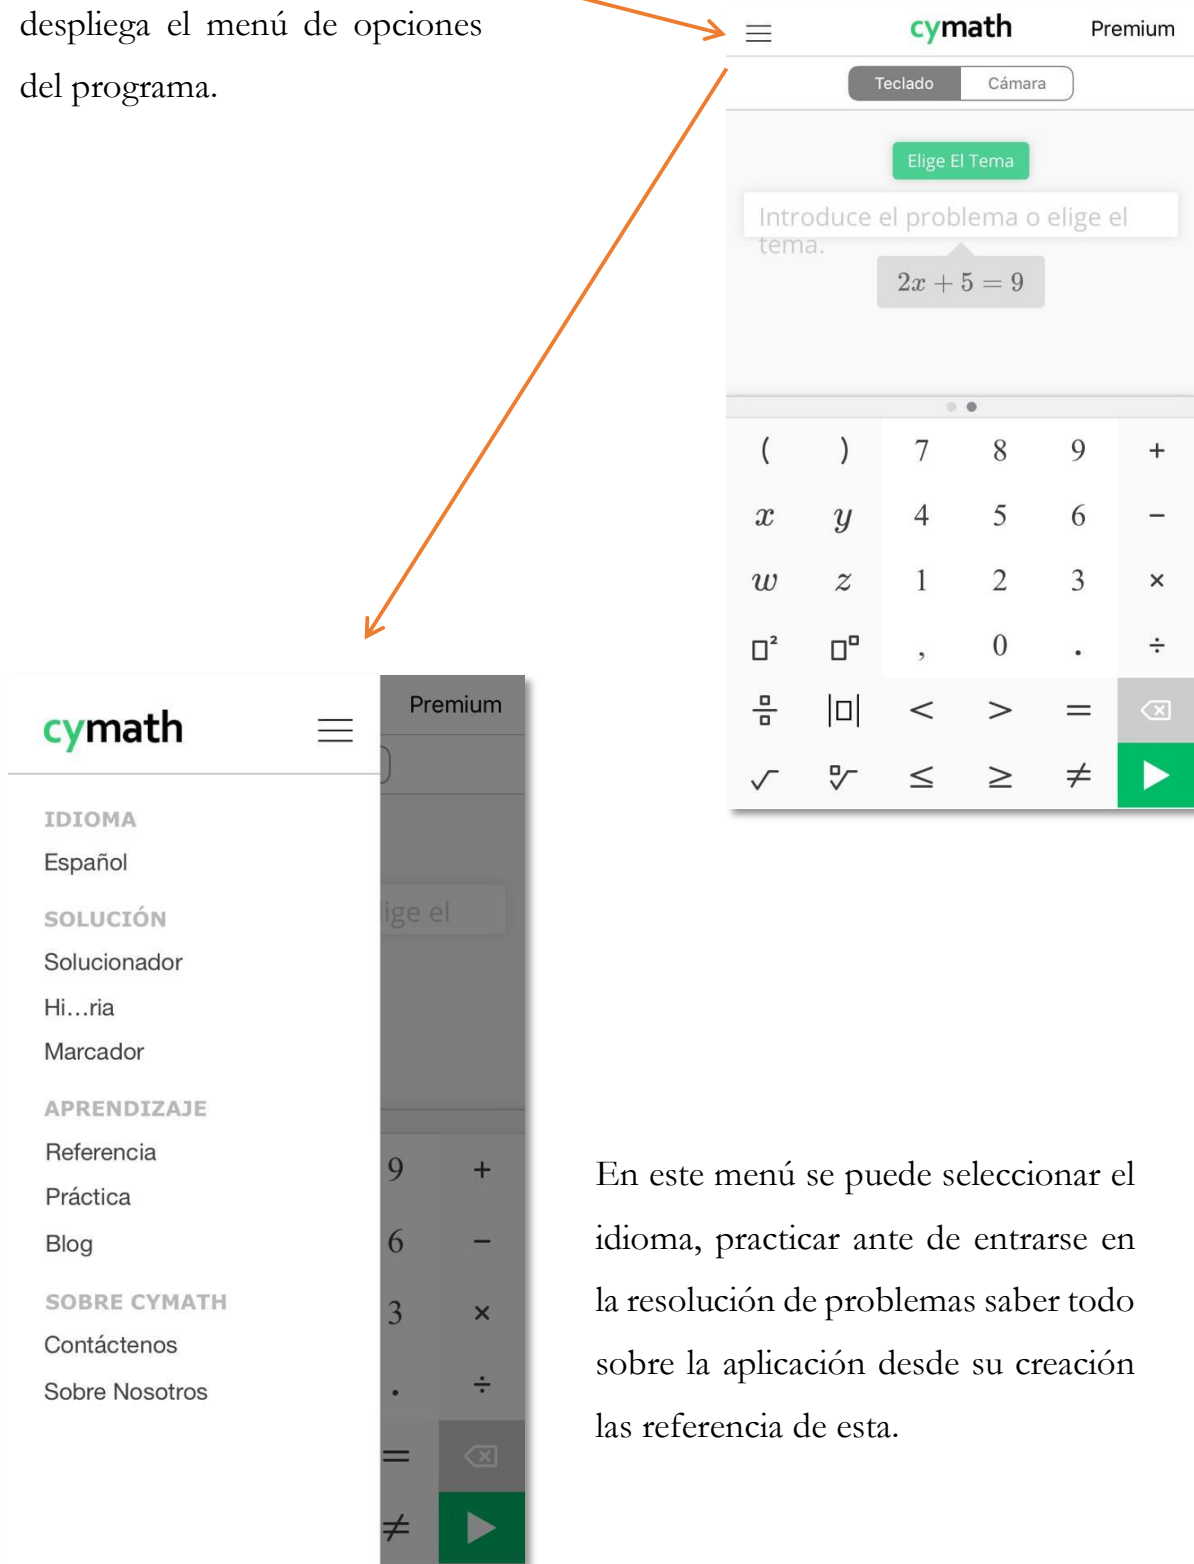 despliega el menú de opciones
del programa.
cymath Premium
Teclado Cámara
Elige El Tema
Introduce el problema o elige el
tema.
2x + 5 = 9
( ) 7 8 9 +
x y 4 5 6 −
w z 1 2 3 ×
□² □□ , 0 . ÷
□/□ |□| < > = ⌫
√ □√ ≤ ≥ ≠ ▶
cymath Premium
IDIOMA
Español
SOLUCIÓN
lige el
Solucionador
Hi...ria
Marcador
APRENDIZAJE
Referencia
9 +
Práctica
Blog
6 −
SOBRE CYMATH
3 ×
Contáctenos
Sobre Nosotros
. ÷
=
≠
En este menú se puede seleccionar el
idioma, practicar ante de entrarse en
la resolución de problemas saber todo
sobre la aplicación desde su creación
las referencia de esta.